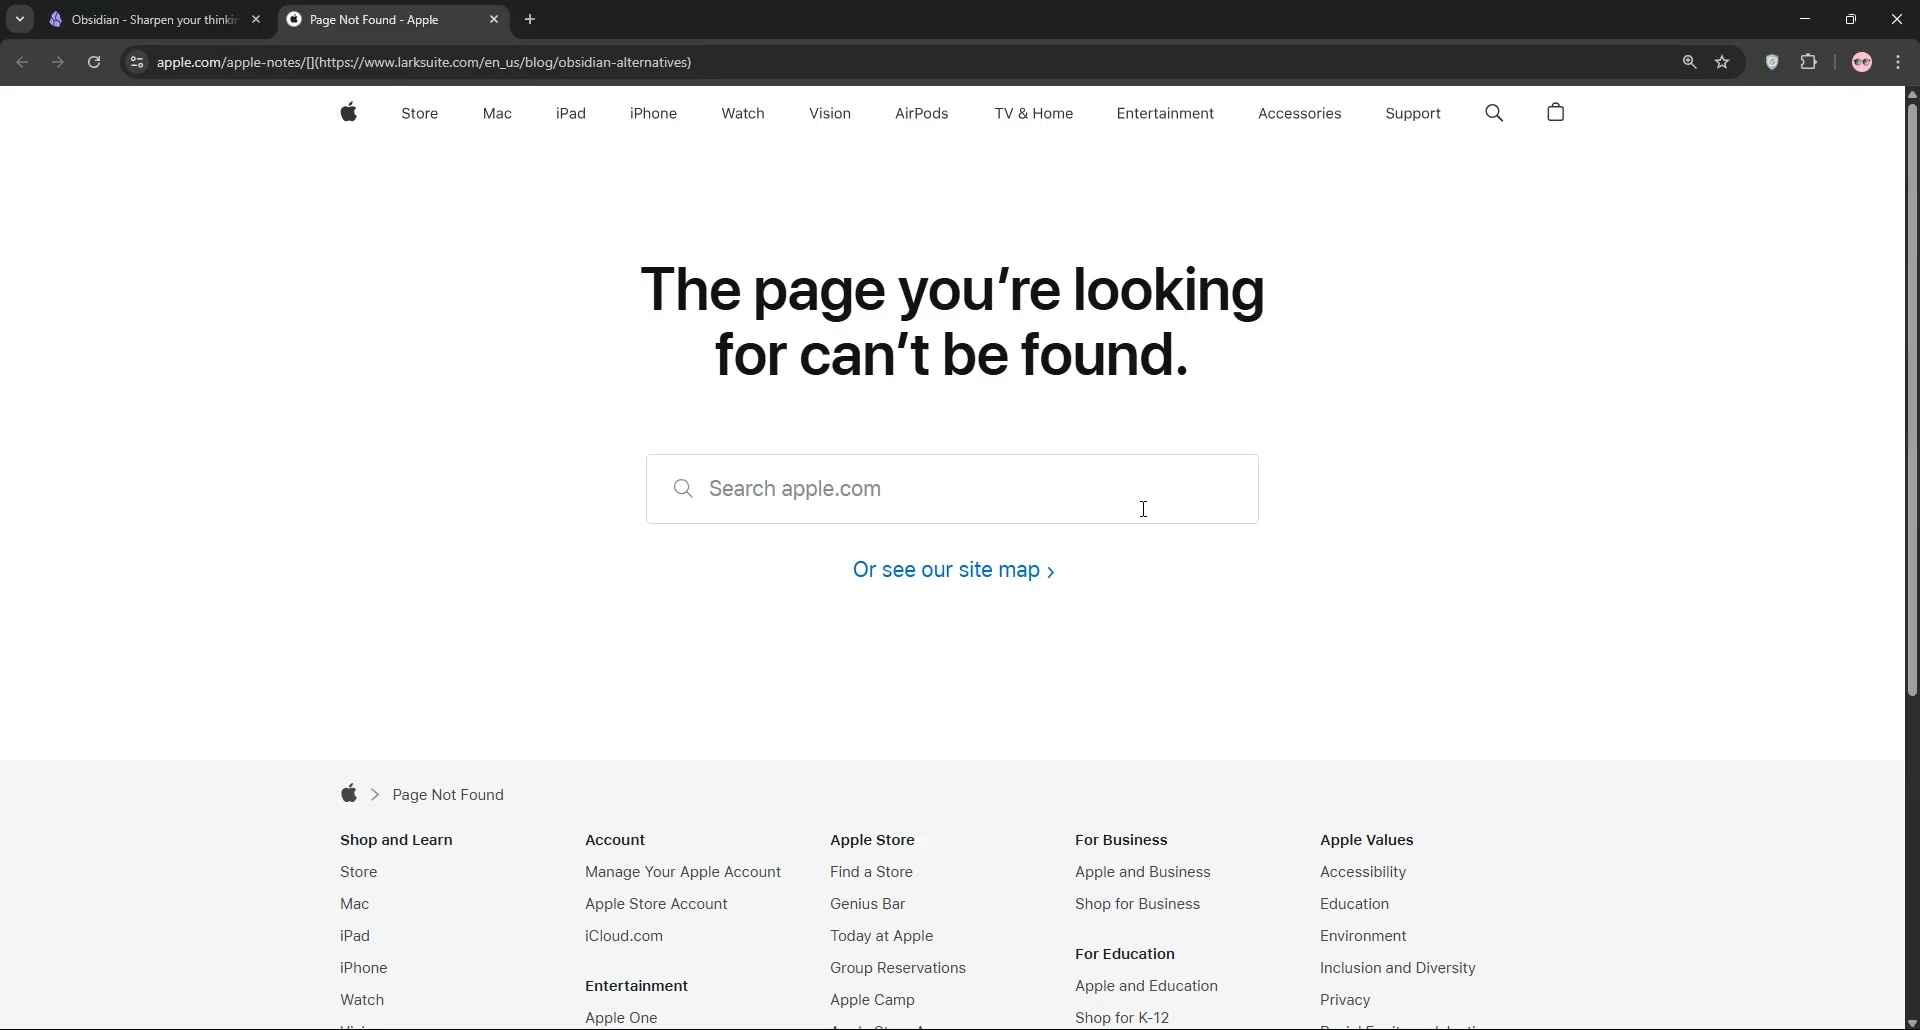 Obsidian - Sharpen your thinkin
Page Not Found - Apple
apple.com/apple-notes/[](https://www.larksuite.com/en_us/blog/obsidian-alternatives)
Store Mac iPad iPhone Watch Vision AirPods TV & Home Entertainment Accessories Support
The page you’re looking
for can’t be found.
Search apple.com
Or see our site map
Page Not Found
Shop and Learn
Store
Mac
iPad
iPhone
Watch
Account
Manage Your Apple Account
Apple Store Account
iCloud.com
Entertainment
Apple One
Apple Store
Find a Store
Genius Bar
Today at Apple
Group Reservations
Apple Camp
For Business
Apple and Business
Shop for Business
For Education
Apple and Education
Shop for K-12
Apple Values
Accessibility
Education
Environment
Inclusion and Diversity
Privacy